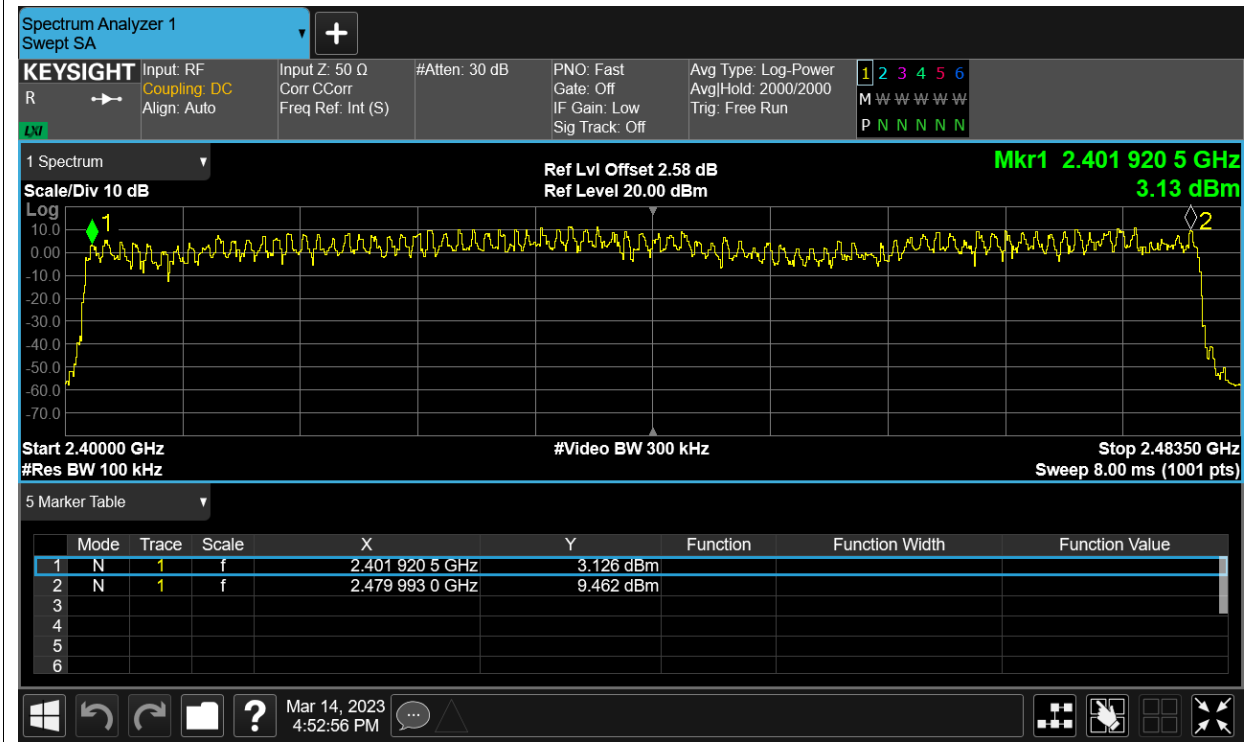 Spectrum Analyzer 1
Swept SA
+
KEYSIGHT Input: RF Input Z: 50 Ω #Atten: 30 dB PNO: Fast Avg Type: Log-Power 1 2 3 4 5 6
R Coupling: DC Corr CCorr Gate: Off Avg|Hold: 2000/2000 M W W W W W
Align: Auto Freq Ref: Int (S) IF Gain: Low Trig: Free Run
LXI Sig Track: Off P N N N N N
1 Spectrum
Ref Lvl Offset 2.58 dB Mkr1 2.401 920 5 GHz
Scale/Div 10 dB Ref Level 20.00 dBm 3.13 dBm
Log
1 2
10.0
0.00
-10.0
-20.0
-30.0
-40.0
-50.0
-60.0
-70.0
Start 2.40000 GHz #Video BW 300 kHz Stop 2.48350 GHz
#Res BW 100 kHz Sweep 8.00 ms (1001 pts)
5 Marker Table
Mode Trace Scale X Y Function Function Width Function Value
1 N 1 f 2.401 920 5 GHz 3.126 dBm
2 N 1 f 2.479 993 0 GHz 9.462 dBm
3
4
5
6
? Mar 14, 2023
4:52:56 PM